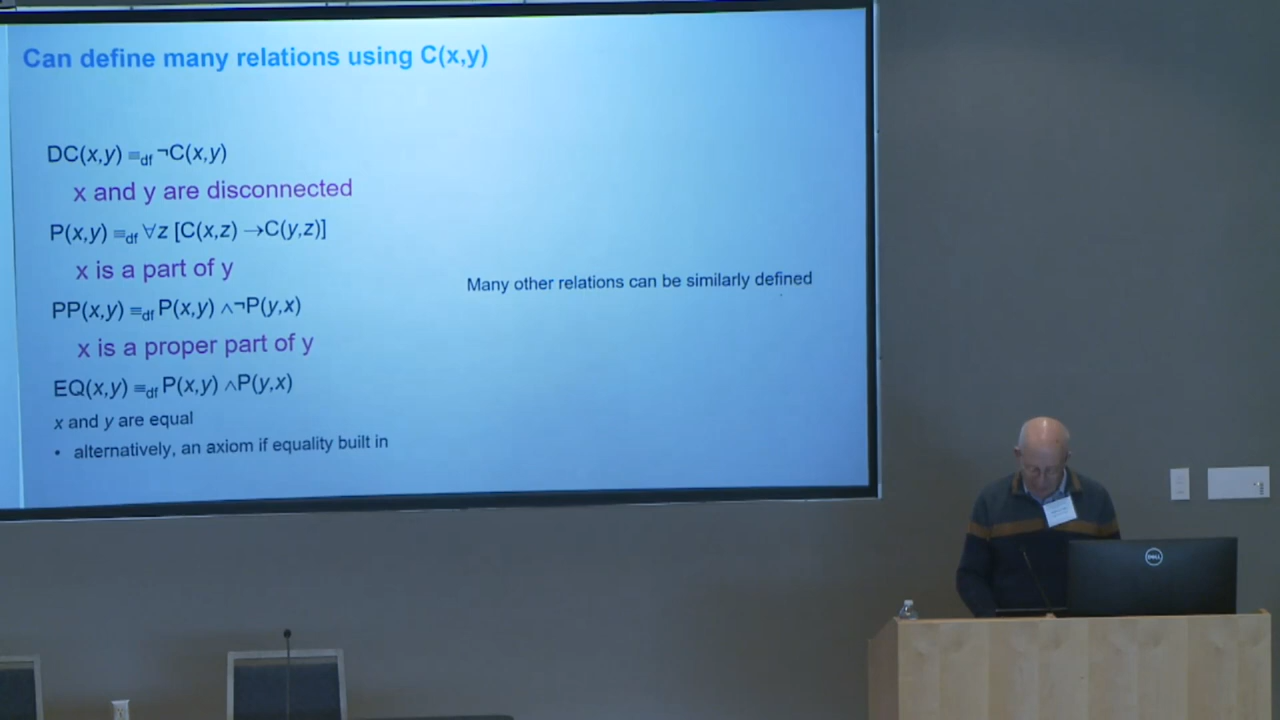 Can define many relations using C(x,y)
DC(x,y) ≡df ¬C(x,y)
x and y are disconnected
P(x,y) ≡df ∀z [C(x,z) →C(y,z)]
x is a part of y
PP(x,y) ≡df P(x,y) ∧¬P(y,x)
x is a proper part of y
EQ(x,y) ≡df P(x,y) ∧P(y,x)
x and y are equal
• alternatively, an axiom if equality built in
Many other relations can be similarly defined
DELL